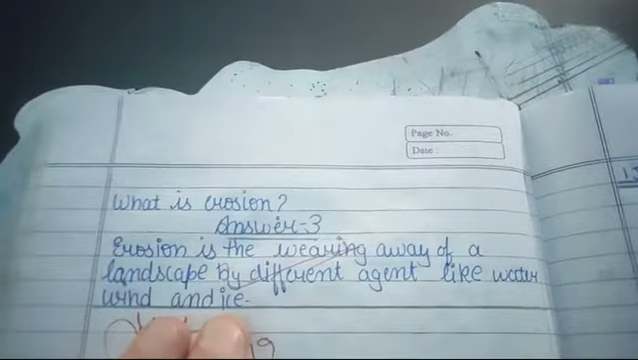 Page No.
Date :
What is erosion?
Answer-3
Erosion is the wearing away of a
landscape by different agent like water
wind and ice.